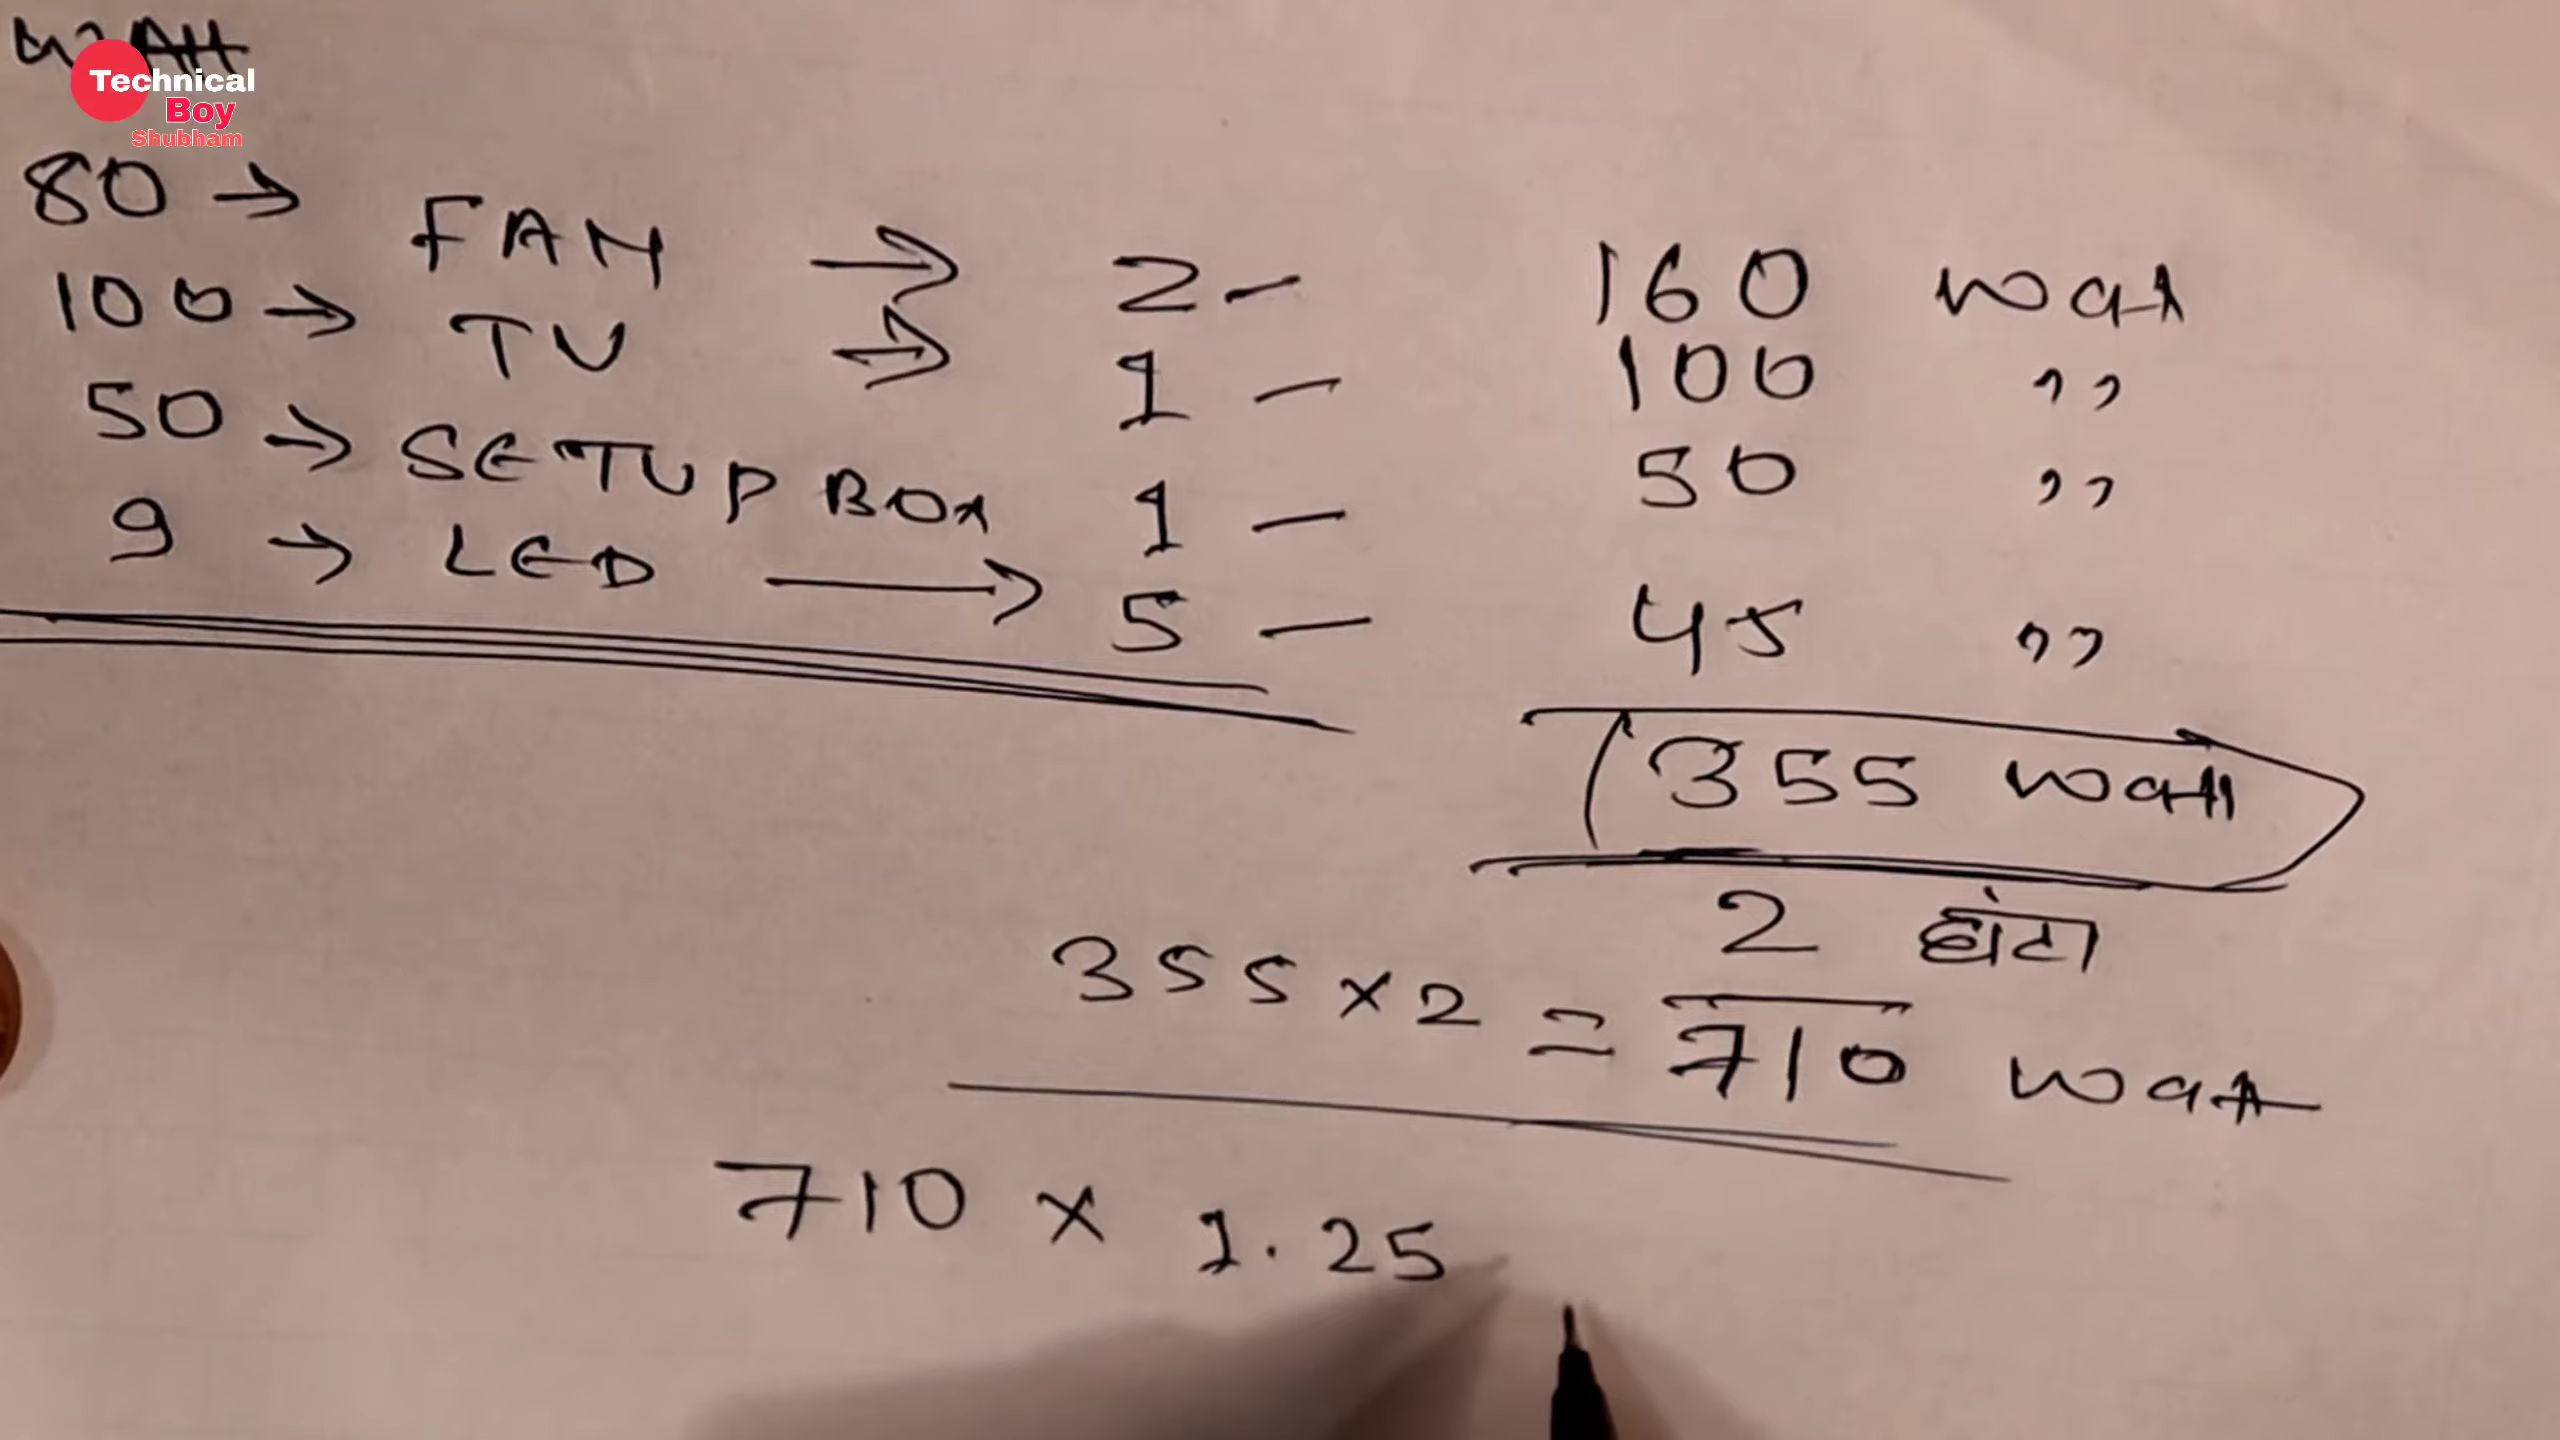 Technical
Boy
Shubham
80 → FAN → 2 - 160 watt
100 → TV → 1 - 100 ,,
50 → SETUP BOX 1 - 50 ,,
9 → LED → 5 - 45 ,,
355 watt
2 घंटा
355 × 2 = 710 watt
710 × 1.25